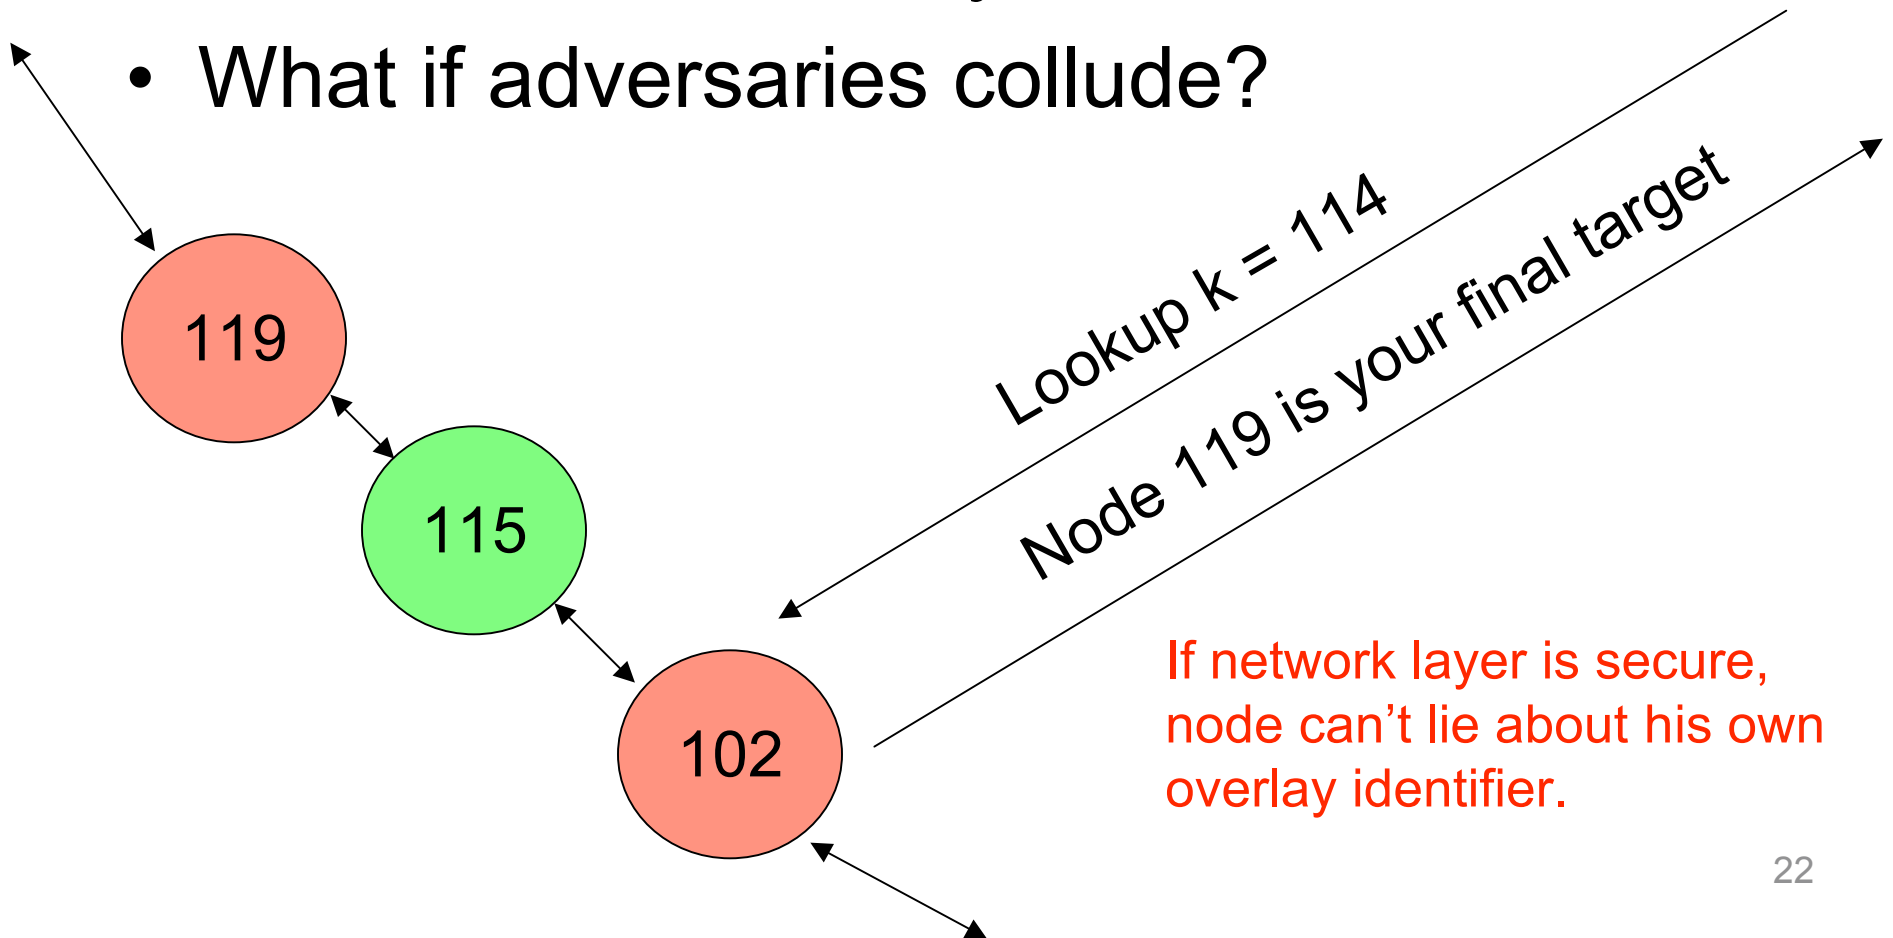 • What if adversaries collude?
Lookup k = 114
Node 119 is your final target
119
115
102
If network layer is secure,
node can’t lie about his own
overlay identifier.
22